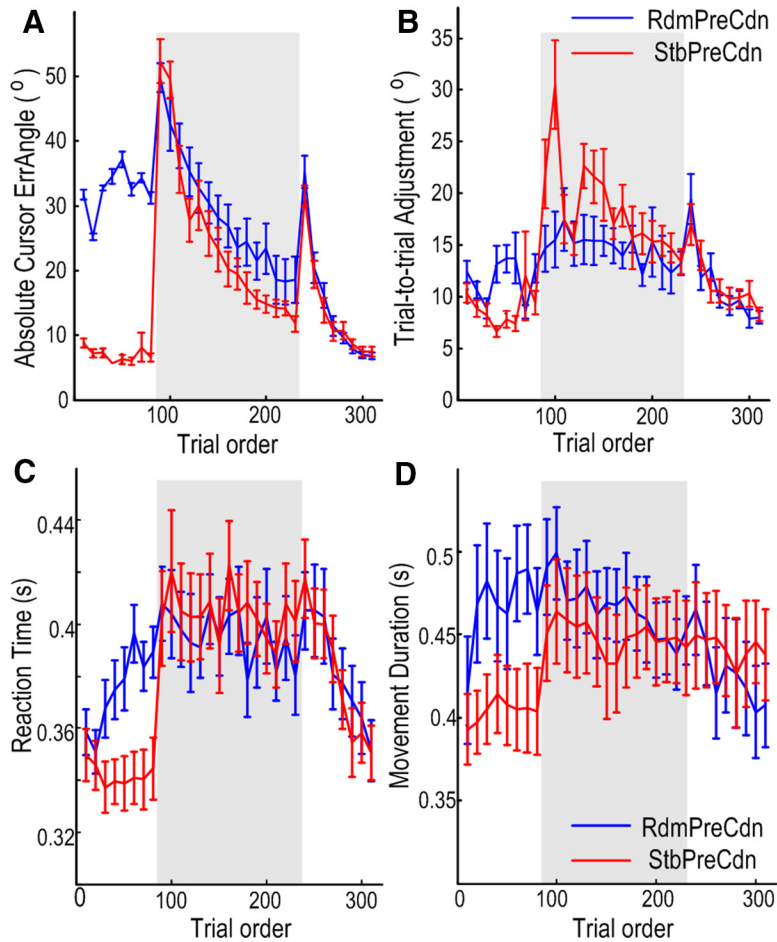 A
Absolute Cursor ErrAngle ( °)
50
40
30
20
10
0
100
200
300
Trial order
B
RdmPreCdn
StbPreCdn
Trial-to-trial Adjustment ( °)
35
30
25
20
15
10
5
0
100
200
300
Trial order
C
Reaction Time (s)
0.44
0.4
0.36
0.32
0
100
200
300
Trial order
D
Movement Duration (s)
0.5
0.45
0.4
0.35
0
100
200
300
RdmPreCdn
StbPreCdn
Trial order